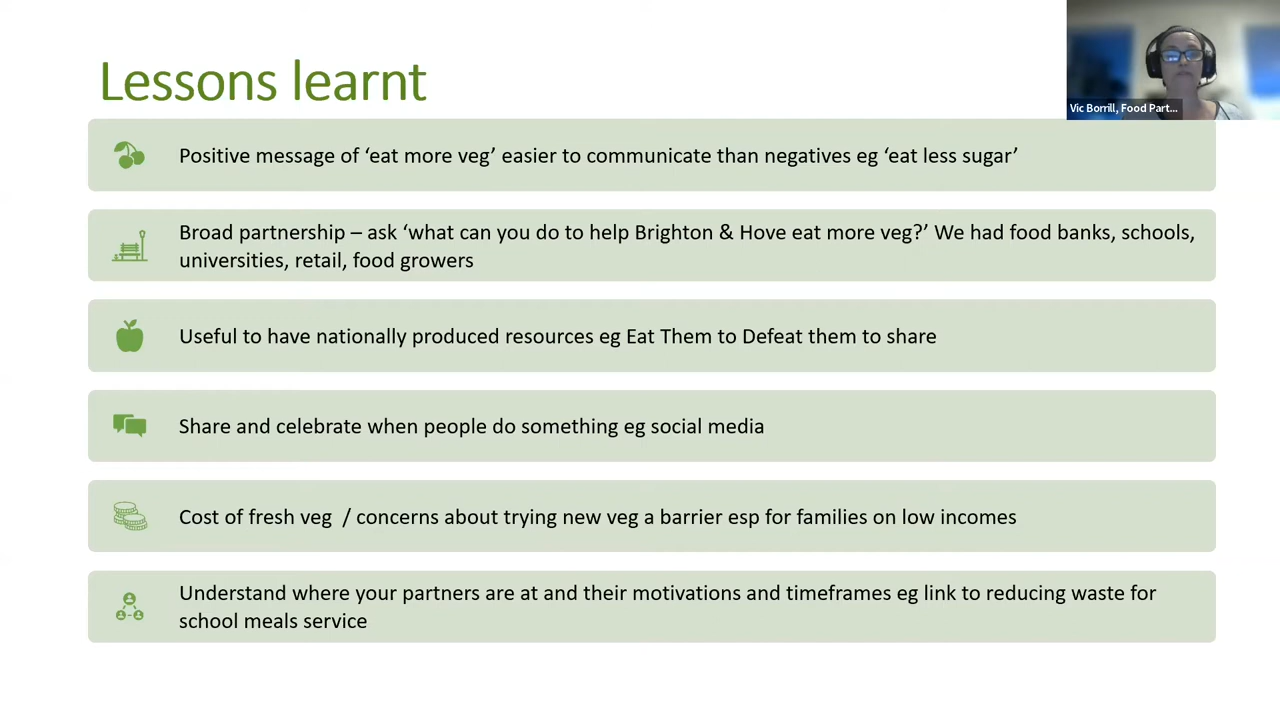 Lessons learnt
Vic Borrill, Food Part...
Positive message of ‘eat more veg’ easier to communicate than negatives eg ‘eat less sugar’
Broad partnership – ask ‘what can you do to help Brighton & Hove eat more veg?’ We had food banks, schools,
universities, retail, food growers
Useful to have nationally produced resources eg Eat Them to Defeat them to share
Share and celebrate when people do something eg social media
Cost of fresh veg / concerns about trying new veg a barrier esp for families on low incomes
Understand where your partners are at and their motivations and timeframes eg link to reducing waste for
school meals service